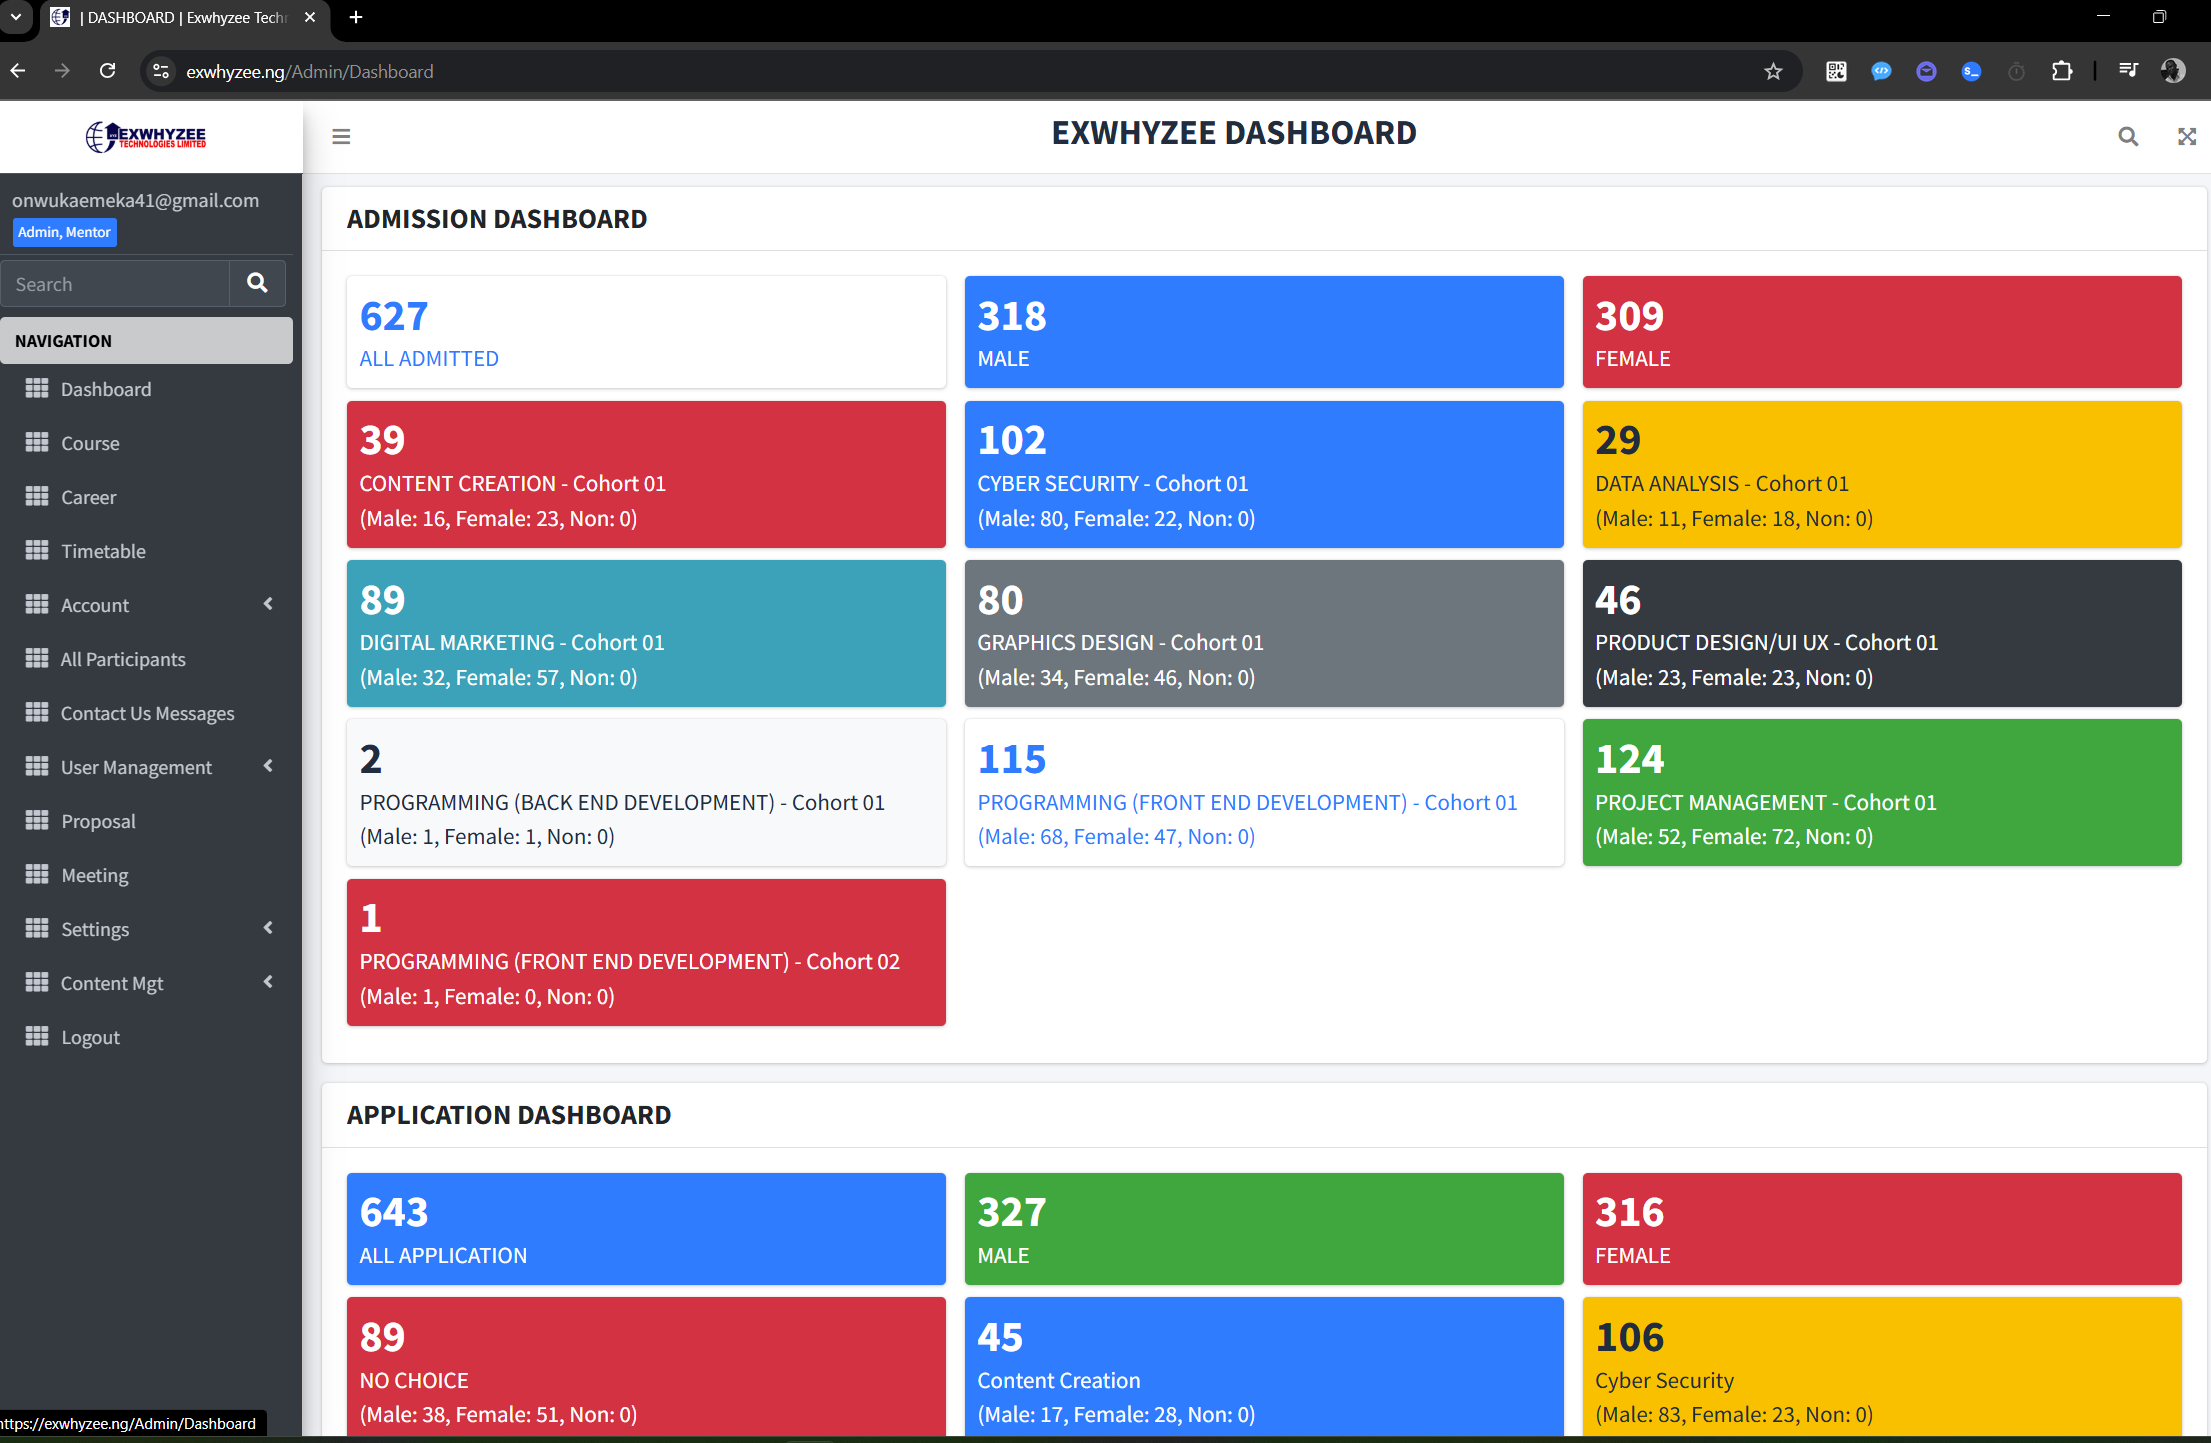 | DASHBOARD | Exwhyzee Techn
exwhyzee.ng/Admin/Dashboard
EXWHYZEE
TECHNOLOGIES LIMITED
EXWHYZEE DASHBOARD
onwukaemeka41@gmail.com
Admin, Mentor
Search
NAVIGATION
Dashboard
Course
Career
Timetable
Account
All Participants
Contact Us Messages
User Management
Proposal
Meeting
Settings
Content Mgt
Logout
ADMISSION DASHBOARD
627
ALL ADMITTED
318
MALE
309
FEMALE
39
CONTENT CREATION - Cohort 01
(Male: 16, Female: 23, Non: 0)
102
CYBER SECURITY - Cohort 01
(Male: 80, Female: 22, Non: 0)
29
DATA ANALYSIS - Cohort 01
(Male: 11, Female: 18, Non: 0)
89
DIGITAL MARKETING - Cohort 01
(Male: 32, Female: 57, Non: 0)
80
GRAPHICS DESIGN - Cohort 01
(Male: 34, Female: 46, Non: 0)
46
PRODUCT DESIGN/UI UX - Cohort 01
(Male: 23, Female: 23, Non: 0)
2
PROGRAMMING (BACK END DEVELOPMENT) - Cohort 01
(Male: 1, Female: 1, Non: 0)
115
PROGRAMMING (FRONT END DEVELOPMENT) - Cohort 01
(Male: 68, Female: 47, Non: 0)
124
PROJECT MANAGEMENT - Cohort 01
(Male: 52, Female: 72, Non: 0)
1
PROGRAMMING (FRONT END DEVELOPMENT) - Cohort 02
(Male: 1, Female: 0, Non: 0)
APPLICATION DASHBOARD
643
ALL APPLICATION
327
MALE
316
FEMALE
89
NO CHOICE
(Male: 38, Female: 51, Non: 0)
45
Content Creation
(Male: 17, Female: 28, Non: 0)
106
Cyber Security
(Male: 83, Female: 23, Non: 0)
https://exwhyzee.ng/Admin/Dashboard